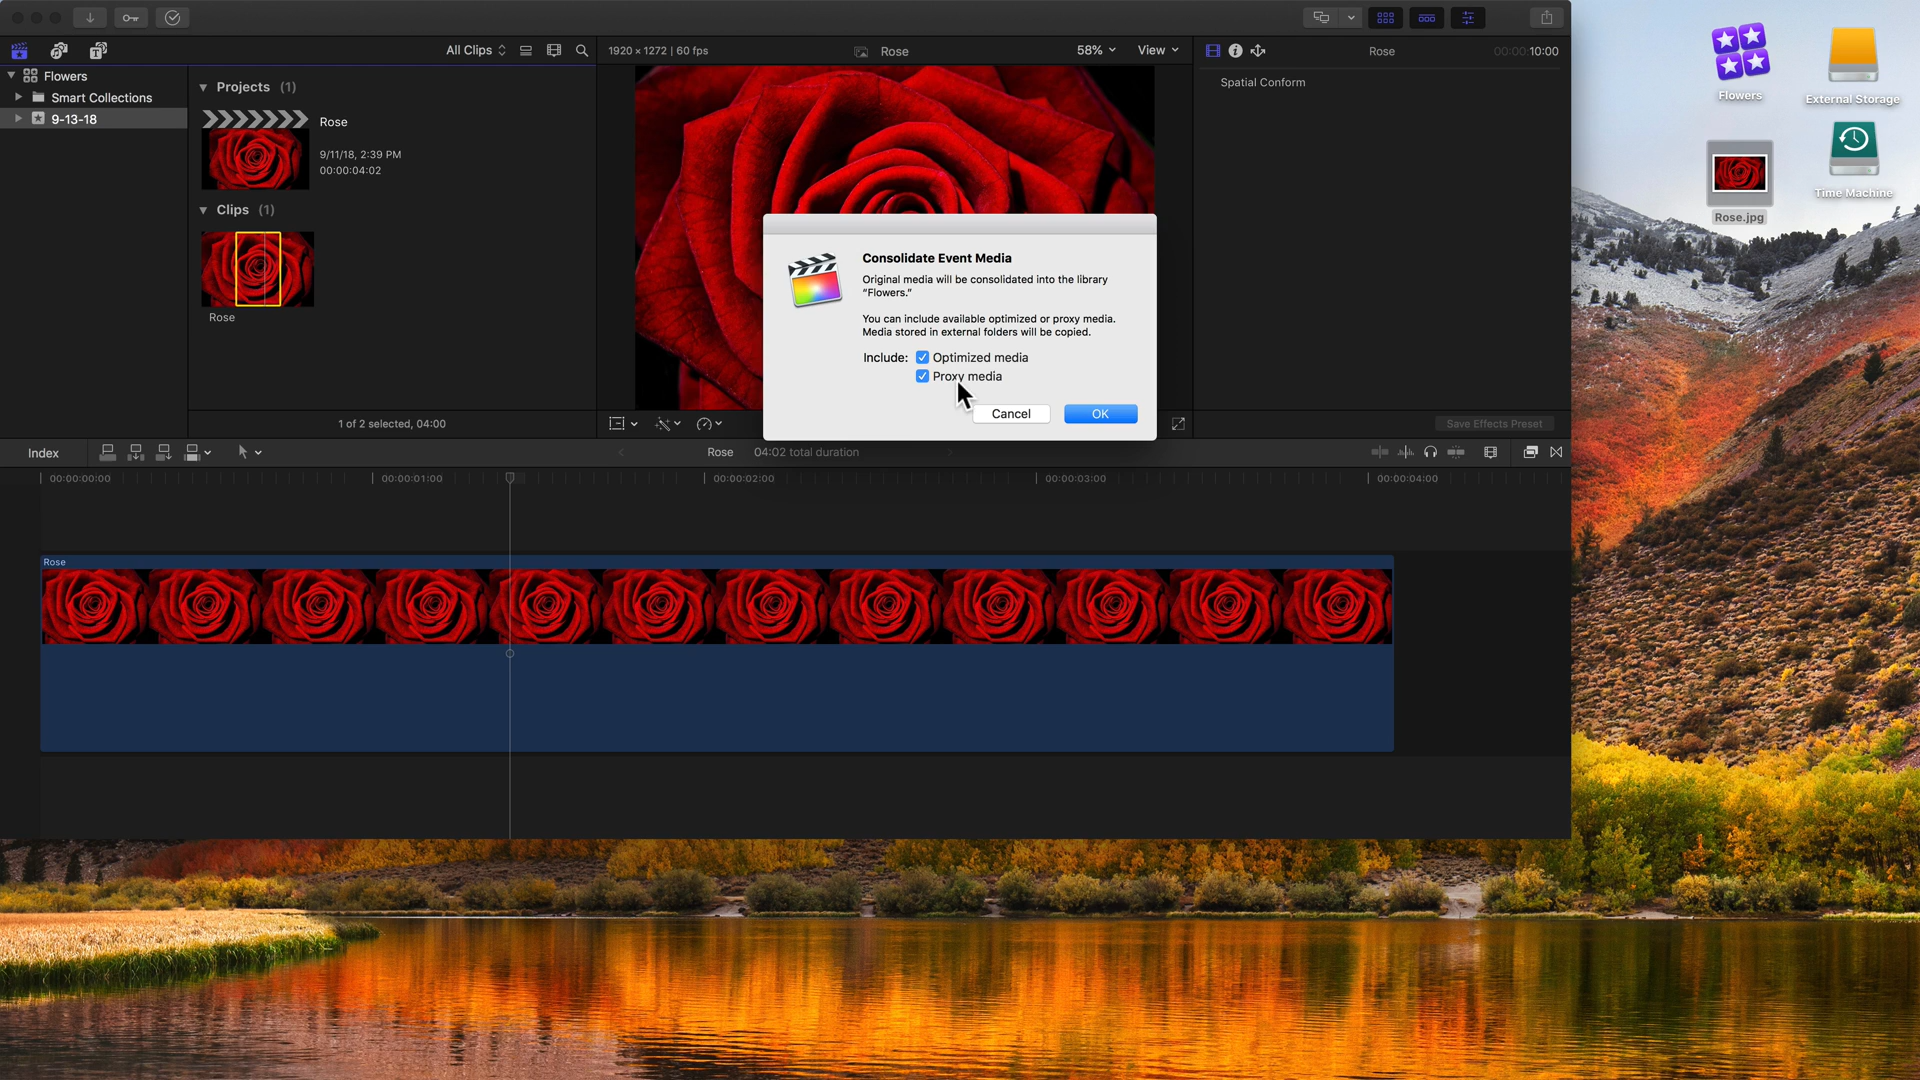 All Clips
1920 × 1272 | 60 fps
Rose
58%
View
Rose
00:00 10:00
Flowers
Smart Collections
9-13-18
Projects (1)
Rose
9/11/18, 2:39 PM
00:00:04:02
Clips (1)
Rose
1 of 2 selected, 04:00
Spatial Conform
Save Effects Preset
Consolidate Event Media
Original media will be consolidated into the library
“Flowers.”
You can include available optimized or proxy media.
Media stored in external folders will be copied.
Include: Optimized media
Proxy media
Cancel
OK
Flowers
External Storage
Rose.jpg
Time Machine
Index
Rose 04:02 total duration
00:00:00:00
00:00:01:00
00:00:02:00
00:00:03:00
00:00:04:00
Rose